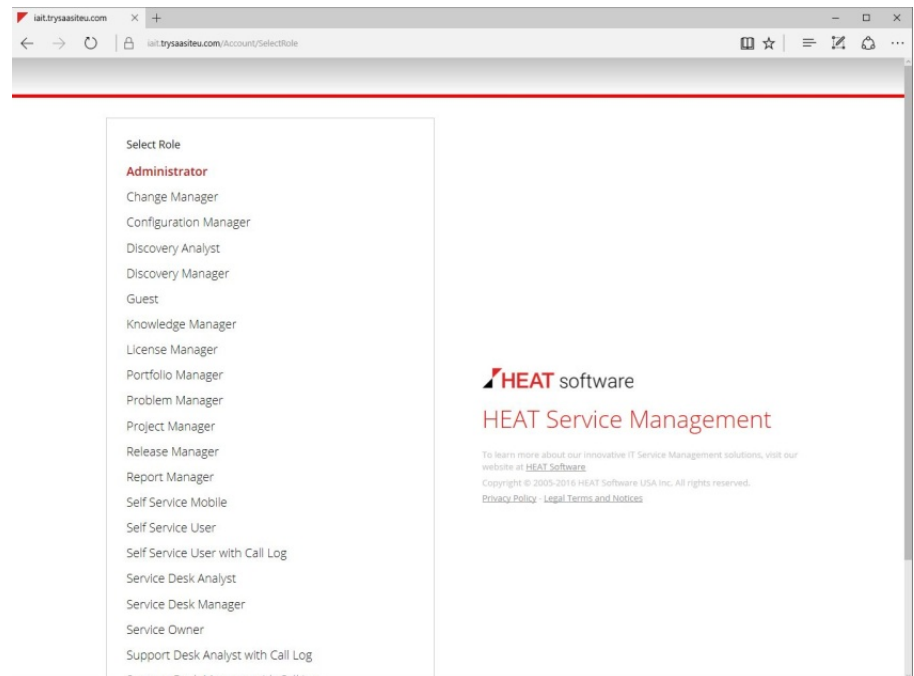 iait.trysaasiteu.com
iait.trysaasiteu.com/Account/SelectRole
Select Role
Administrator
Change Manager
Configuration Manager
Discovery Analyst
Discovery Manager
Guest
Knowledge Manager
License Manager
Portfolio Manager
Problem Manager
Project Manager
Release Manager
Report Manager
Self Service Mobile
Self Service User
Self Service User with Call Log
Service Desk Analyst
Service Desk Manager
Service Owner
Support Desk Analyst with Call Log
HEAT software
HEAT Service Management
To learn more about our innovative IT Service Management solutions, visit our
website at HEAT Software
Copyright © 2005-2016 HEAT Software USA Inc. All rights reserved.
Privacy Policy - Legal Terms and Notices